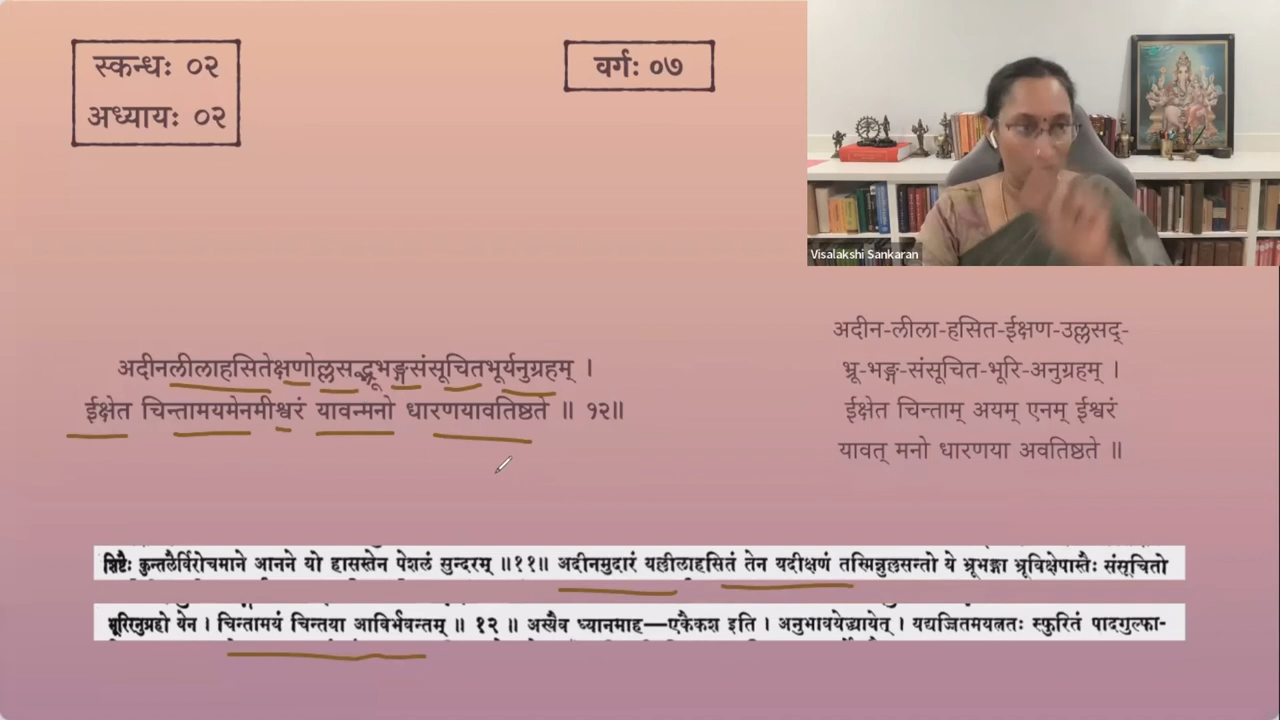 स्कन्धः ०२
अध्यायः ०२
वर्गः ०७
Visalakshi Sankaran
अदीनलीलाहसितेक्षणोल्लसद्भ्रूभङ्गसंसूचितभूर्यनुग्रहम् ।
ईक्षेत चिन्तामयमेनमीश्वरं यावन्मनो धारणयावतिष्ठते ॥ १२॥
अदीन-लीला-हसित-ईक्षण-उल्लसद्-
भ्रू-भङ्ग-संसूचित-भूरि-अनुग्रहम् ।
ईक्षेत चिन्ताम् अयम् एनम् ईश्वरं
यावत् मनो धारणया अवतिष्ठते ॥
श्लिष्टैः कुन्तलैर्विरोचमाने आनने यो हासस्तेन पेशलं सुन्दरम् ॥११॥ अदीनमुदारं यल्लीलाहसितं तेन यदीक्षणं तस्मिन्नुल्लसन्तो ये भ्रूभङ्गा भ्रूविक्षेपास्तैः संसूचितो
भूरिरनुग्रहो येन । चिन्तामयं चिन्तया आविर्भवन्तम् ॥ १२ ॥ अस्यैव ध्यानमाह—एकैकश इति । अनुभावयेद्ध्यायेत् । यद्यज्जितमयत्नतः स्फुरितं पादगुल्फा-